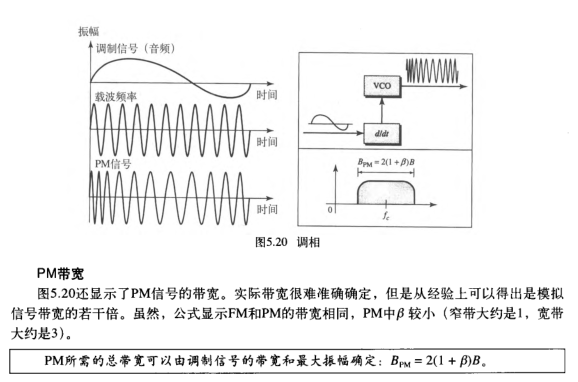 振幅
调制信号（音频）
时间
载波频率
时间
PM信号
时间
VCO
d/dt
B_PM = 2(1 + β)B
0
f_c
图5.20 调相
PM带宽
图5.20还显示了PM信号的带宽。实际带宽很难准确确定，但是从经验上可以得出是模拟
信号带宽的若干倍。虽然，公式显示FM和PM的带宽相同，PM中β 较小（窄带大约是1，宽带
大约是3）。
PM所需的总带宽可以由调制信号的带宽和最大振幅确定：B_PM = 2(1 + β)B。